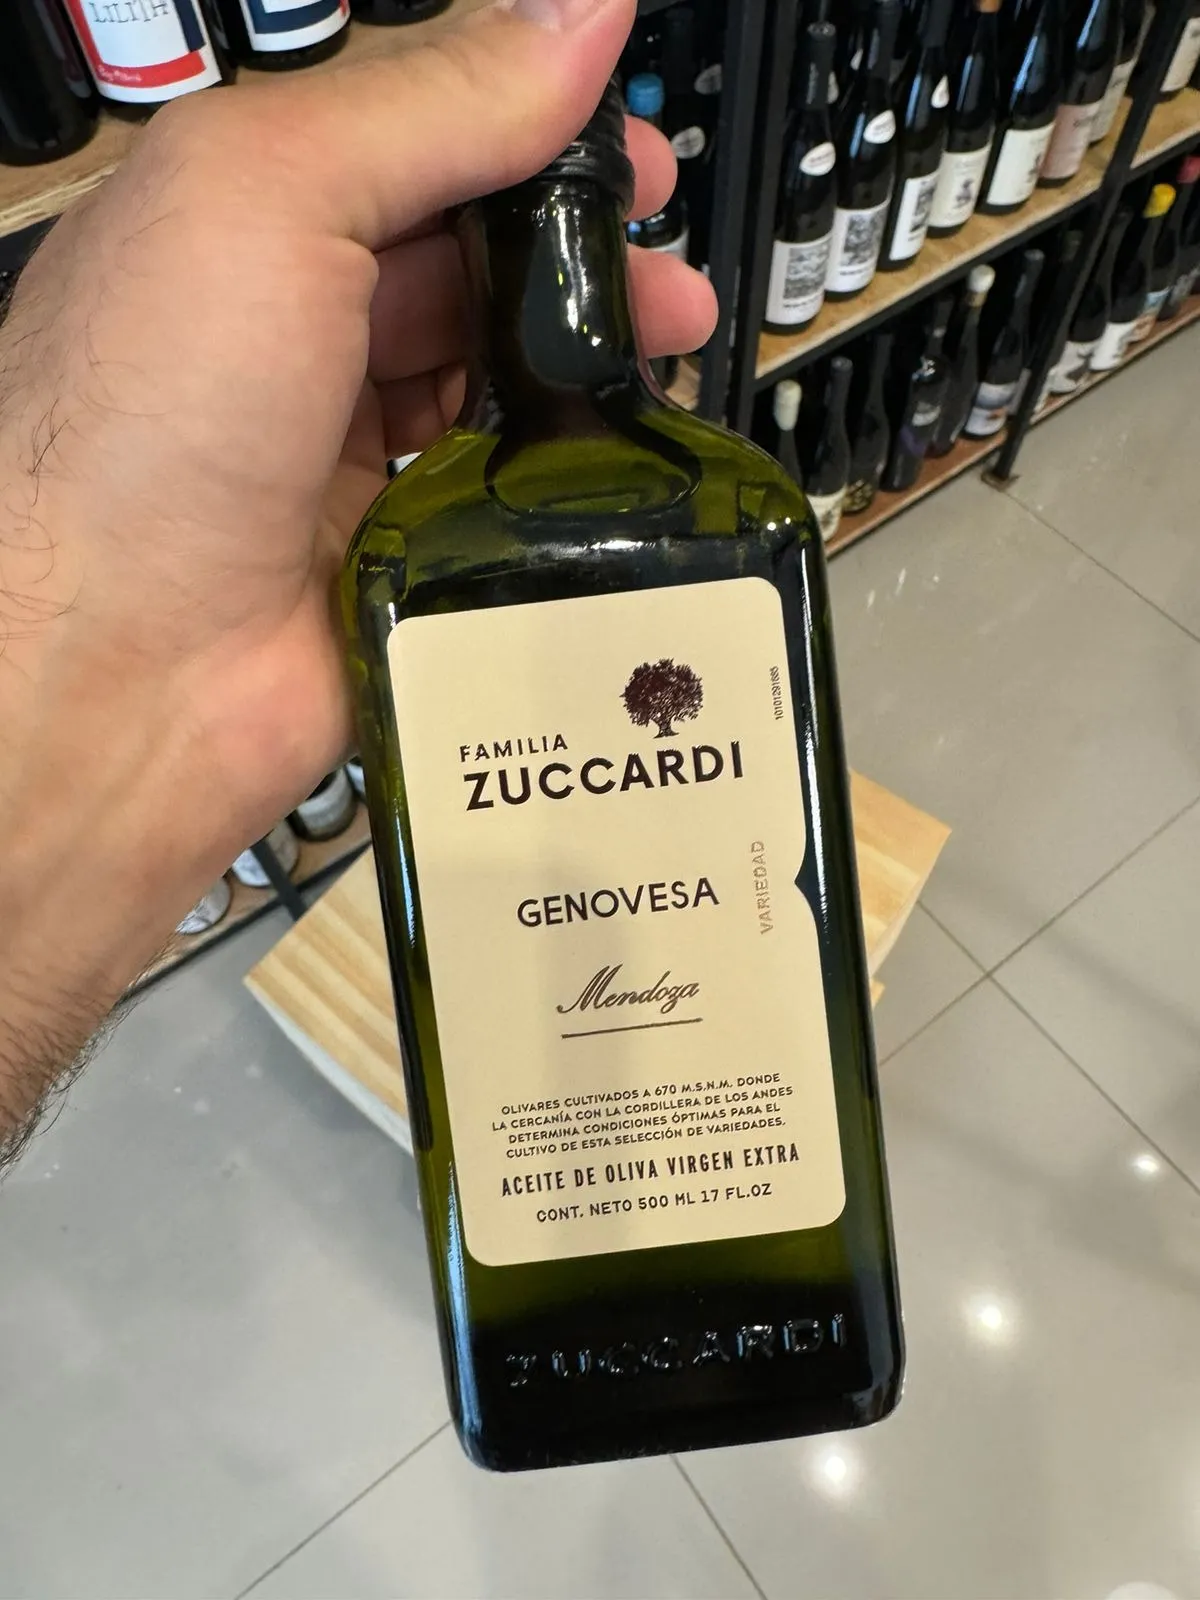 LILITH
FAMILIA
ZUCCARDI
10101291685
GENOVESA
VARIEDAD
Mendoza
OLIVARES CULTIVADOS A 670 M.S.N.M. DONDE
LA CERCANÍA CON LA CORDILLERA DE LOS ANDES
DETERMINA CONDICIONES ÓPTIMAS PARA EL
CULTIVO DE ESTA SELECCIÓN DE VARIEDADES.
ACEITE DE OLIVA VIRGEN EXTRA
CONT. NETO 500 ML 17 FL.OZ
ZUCCARDI